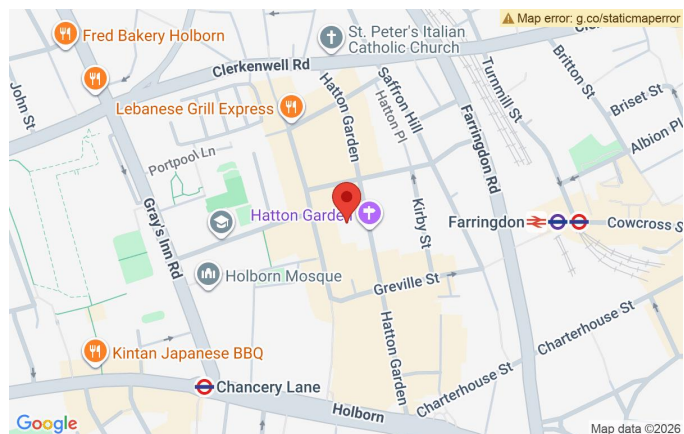 Map error: g.co/staticmaperror
Fred Bakery Holborn
St. Peter's Italian
Catholic Church
Clerkenwell Rd
Cler
Turnmill St
Britton St
Briset St
Albion Pl
John St
Lebanese Grill Express
Hatton Garden
Hatton Pl
Saffron Hill
Farringdon Rd
Portpool Ln
Gray's Inn Rd
Hatton Garden
Kirby St
Farringdon
Cowcross S
Holborn Mosque
Greville St
Charterhouse St
Kintan Japanese BBQ
Hatton Garden
Chancery Lane
Charterhouse St
Holborn
Google
Map data ©2026